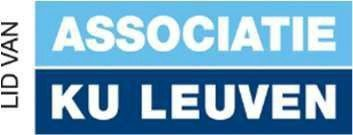 LID VAN
ASSOCIATIE
KU LEUVEN